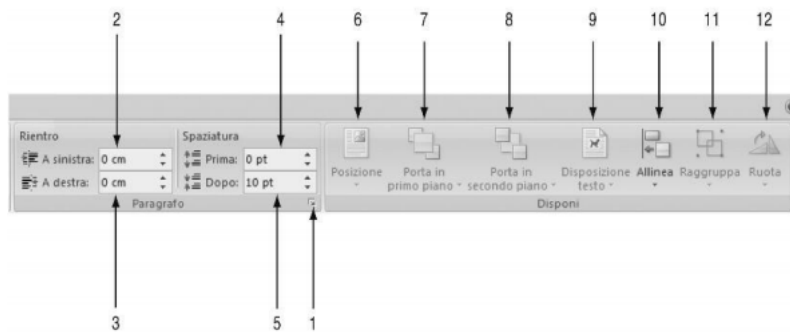 2 4 6 7 8 9 10 11 12
Rientro Spaziatura
A sinistra: 0 cm Prima: 0 pt
A destra: 0 cm Dopo: 10 pt
Posizione Porta in primo piano Porta in secondo piano Disposizione testo Allinea Raggruppa Ruota
Paragrafo Disponi
3 5 1